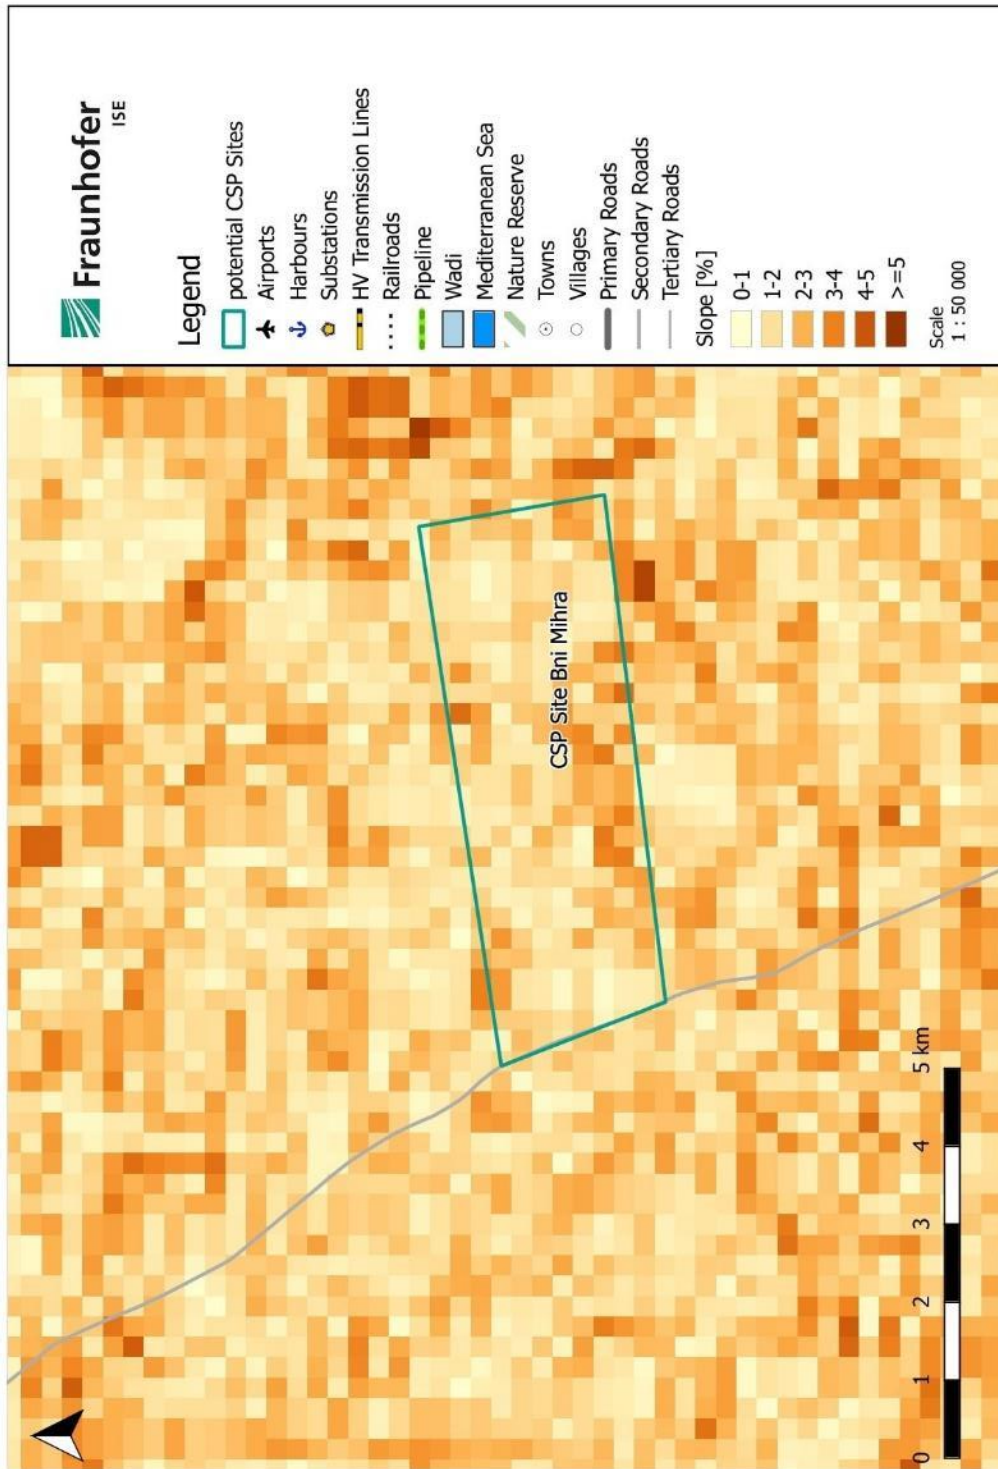 Fraunhofer
ISE
Legend
potential CSP Sites
Airports
Harbours
Substations
HV Transmission Lines
Railroads
Pipeline
Wadi
Mediterranean Sea
Nature Reserve
Towns
Villages
Primary Roads
Secondary Roads
Tertiary Roads
Slope [%]
0-1
1-2
2-3
3-4
4-5
>=5
Scale
1 : 50 000
CSP Site Bni Mihra
0 1 2 3 4 5 km